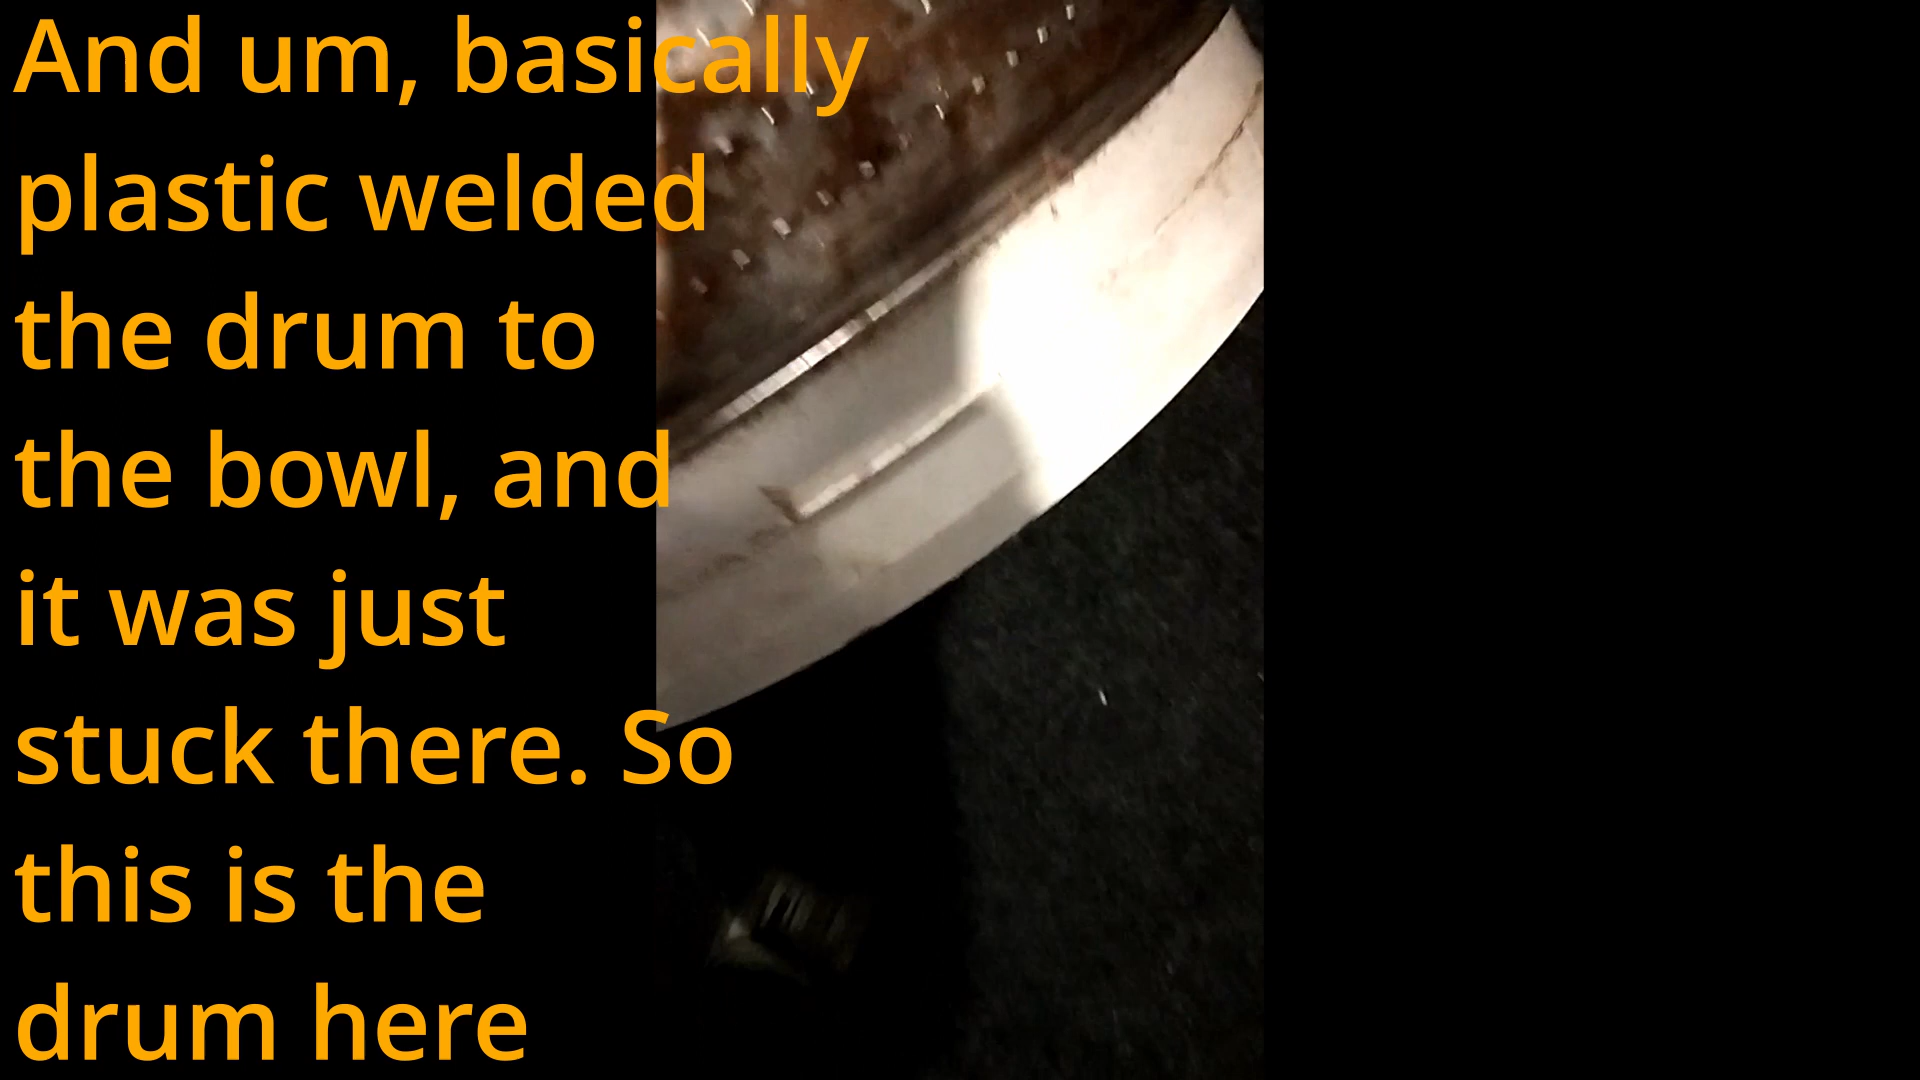 And um, basically
plastic welded
the drum to
the bowl, and
it was just
stuck there. So
this is the
drum here